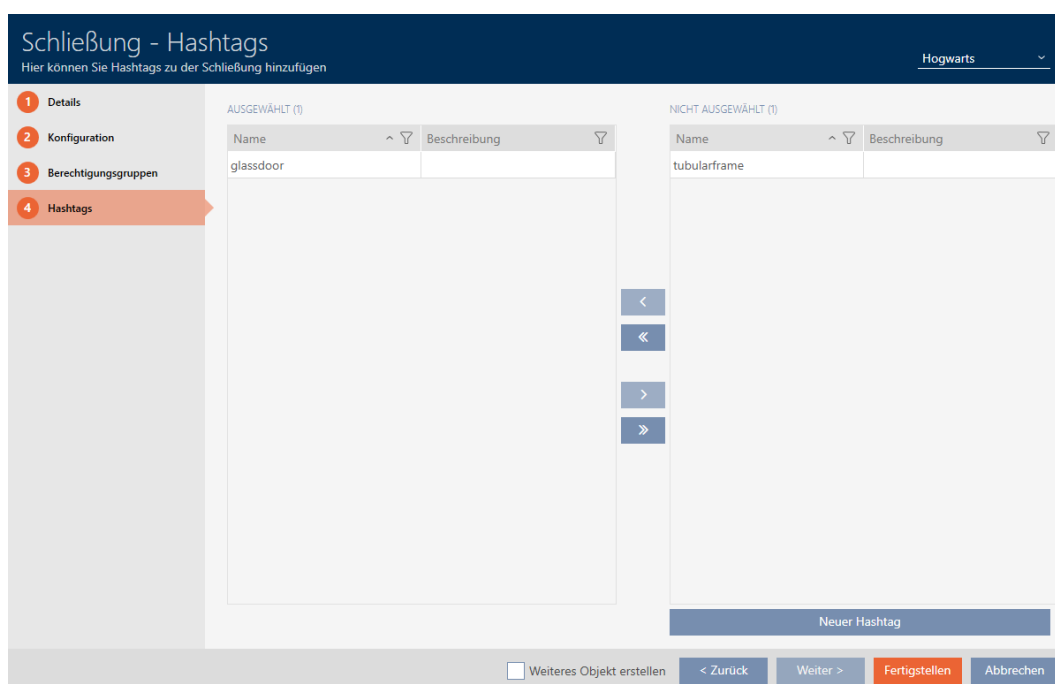 Schließung - Hashtags
Hier können Sie Hashtags zu der Schließung hinzufügen
Hogwarts
1 Details
2 Konfiguration
3 Berechtigungsgruppen
4 Hashtags
AUSGEWÄHLT (1)
Name Beschreibung
glassdoor
NICHT AUSGEWÄHLT (1)
Name Beschreibung
tubularframe
Neuer Hashtag
Weiteres Objekt erstellen < Zurück Weiter > Fertigstellen Abbrechen